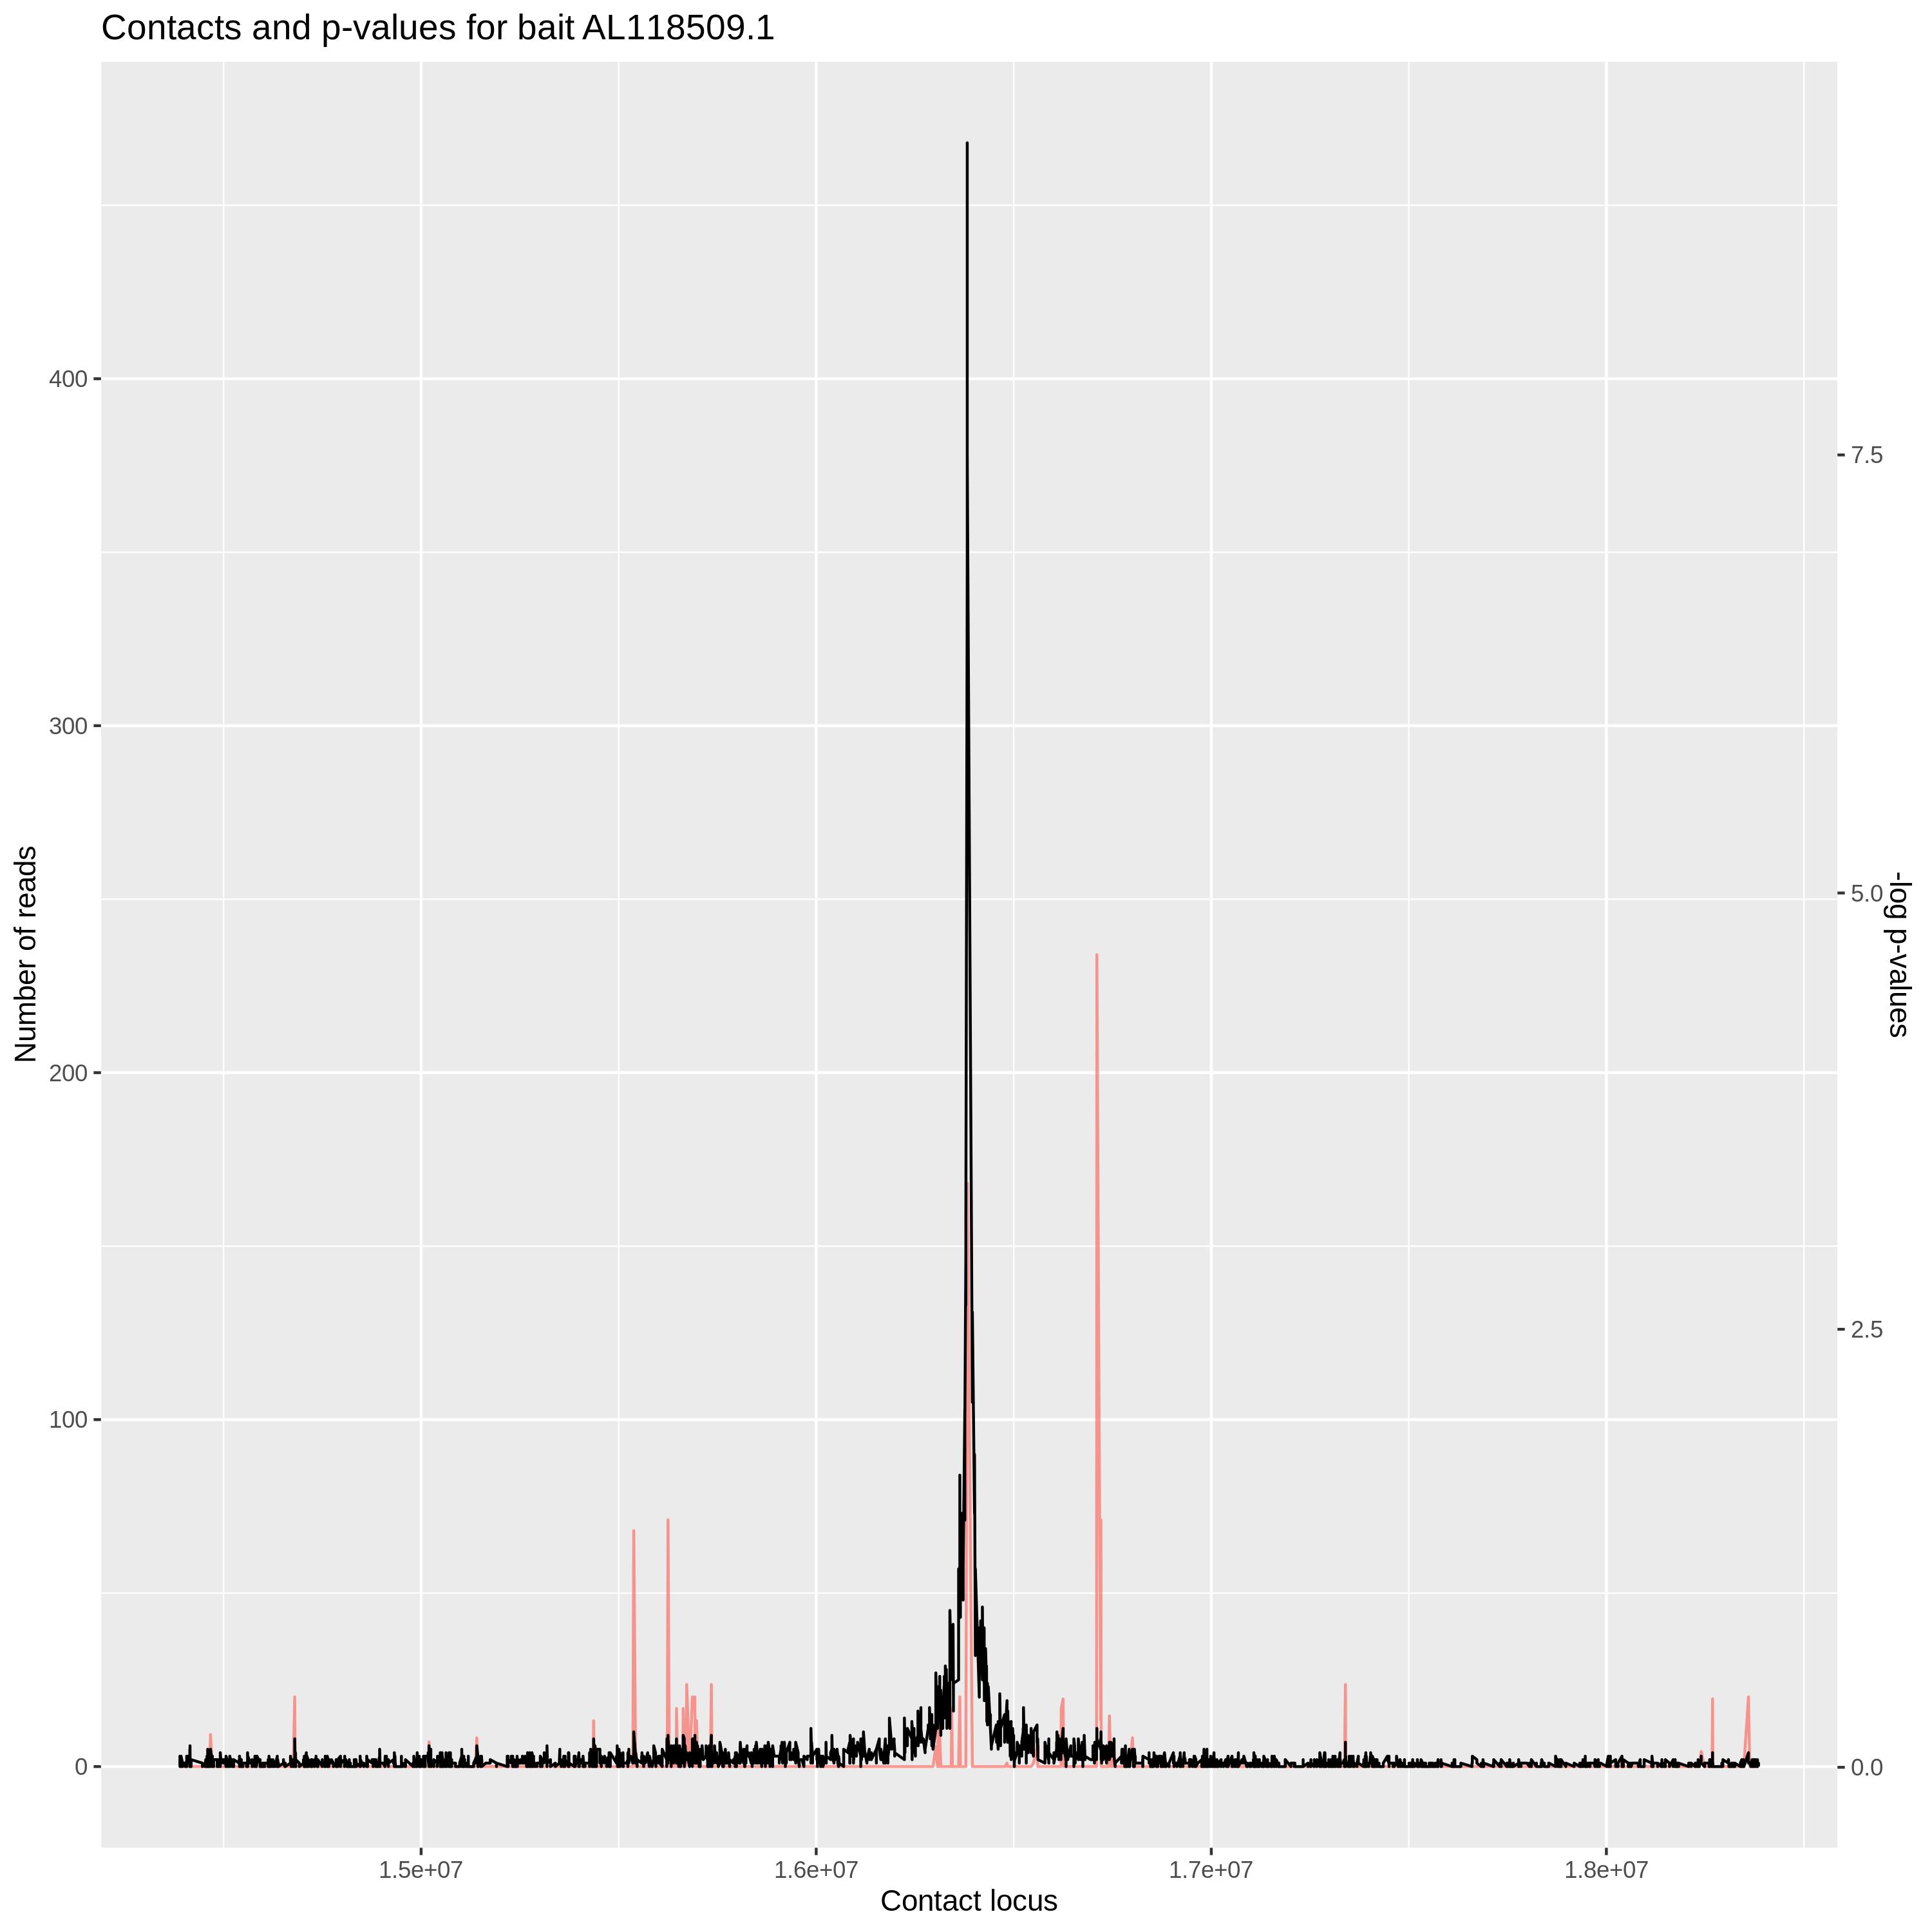 Contacts and p-values for bait AL118509.1
400
300
200
100
0
Number of reads
7.5
5.0
2.5
0.0
-log p-values
1.5e+07
1.6e+07
1.7e+07
1.8e+07
Contact locus